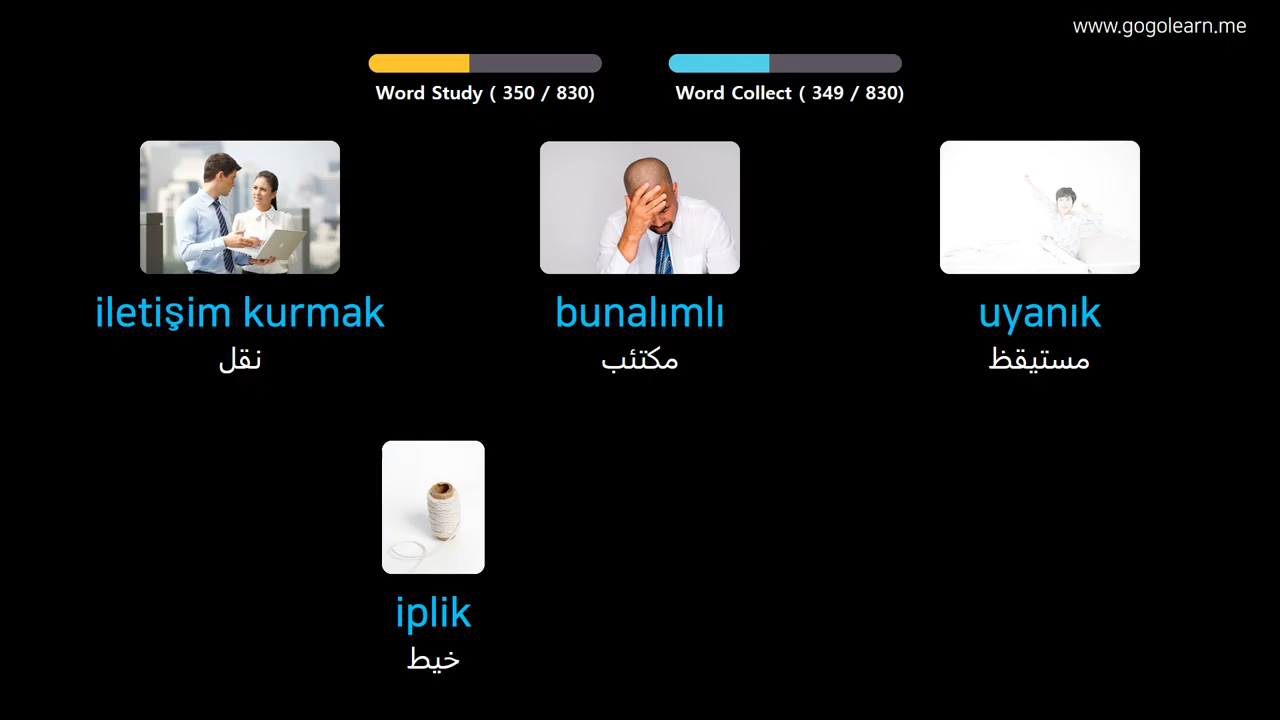 www.gogolearn.me
Word Study ( 350 / 830)
Word Collect ( 349 / 830)
iletişim kurmak
نقل
bunalımlı
مكتئب
uyanık
مستيقظ
iplik
خيط